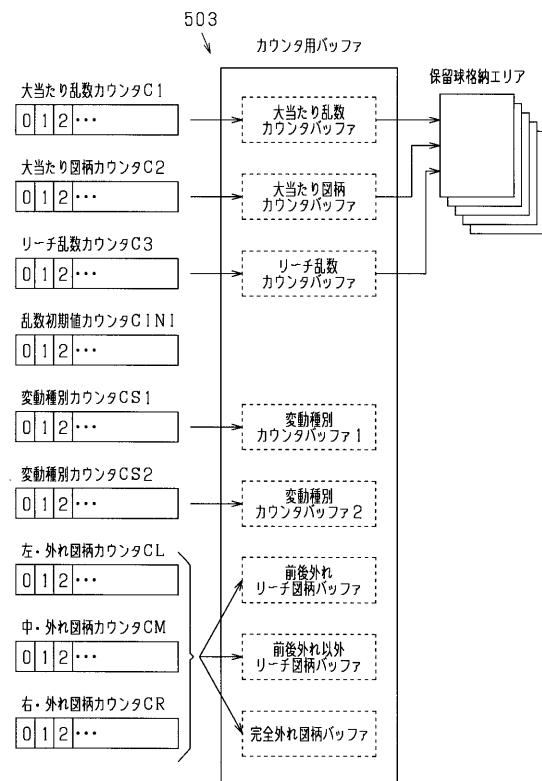 503
カウンタ用バッファ
保留球格納エリア
大当たり乱数カウンタC1
0 1 2 ···
大当たり乱数
カウンタバッファ
大当たり図柄カウンタC2
0 1 2 ···
大当たり図柄
カウンタバッファ
リーチ乱数カウンタC3
0 1 2 ···
リーチ乱数
カウンタバッファ
乱数初期値カウンタCINI
0 1 2 ···
変動種別カウンタCS1
0 1 2 ···
変動種別
カウンタバッファ1
変動種別カウンタCS2
0 1 2 ···
変動種別
カウンタバッファ2
左・外れ図柄カウンタCL
0 1 2 ···
前後外れ
リーチ図柄バッファ
中・外れ図柄カウンタCM
0 1 2 ···
前後外れ以外
リーチ図柄バッファ
右・外れ図柄カウンタCR
0 1 2 ···
完全外れ図柄バッファ